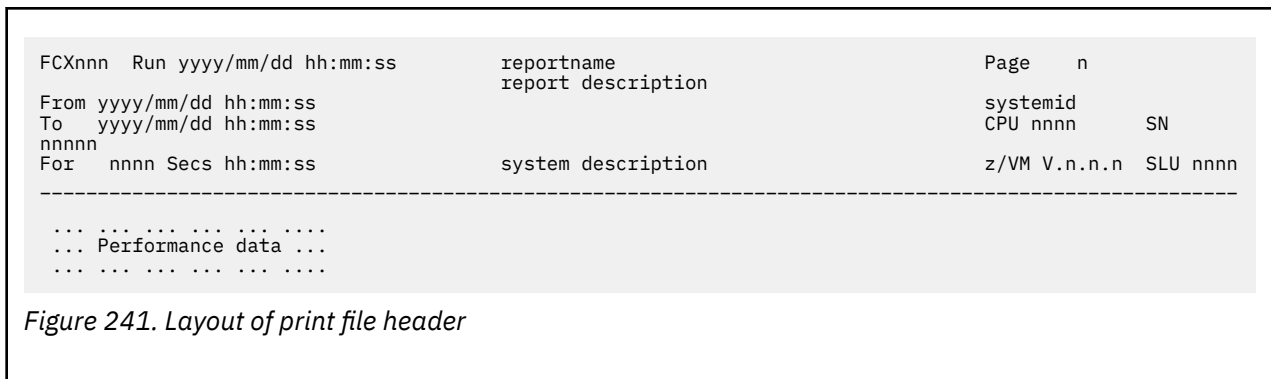 FCXnnn  Run yyyy/mm/dd hh:mm:ss         reportname                                Page    n
                                        report description
From yyyy/mm/dd hh:mm:ss                                                          systemid
To   yyyy/mm/dd hh:mm:ss                                                          CPU nnnn      SN
nnnnn
For   nnnn Secs hh:mm:ss                system description                        z/VM V.n.n.n  SLU nnnn
________________________________________________________________________________________________________
... ... ... ... ... ....
... Performance data ...
... ... ... ... ... ....
Figure 241. Layout of print file header